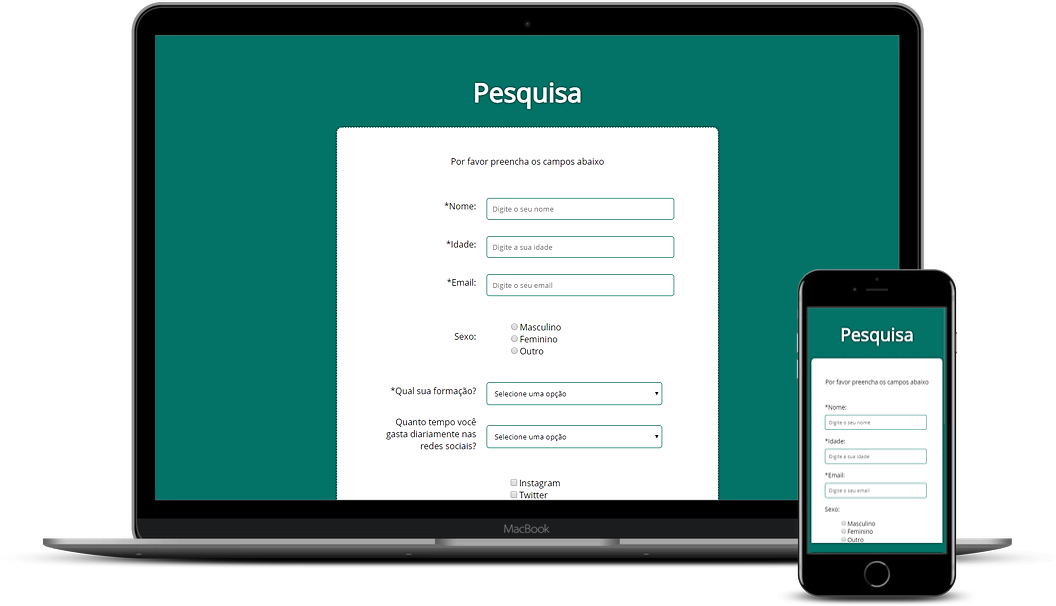 Pesquisa
Por favor preencha os campos abaixo
*Nome:
Digite o seu nome
*Idade:
Digite a sua idade
*Email:
Digite o seu email
Sexo:
Masculino
Feminino
Outro
*Qual sua formação?
Selecione uma opção
Quanto tempo você
gasta diariamente nas
redes sociais?
Selecione uma opção
Instagram
Twitter
MacBook
Pesquisa
Por favor preencha os campos abaixo
*Nome:
Digite o seu nome
*Idade:
Digite a sua idade
*Email:
Digite o seu email
Sexo:
Masculino
Feminino
Outro